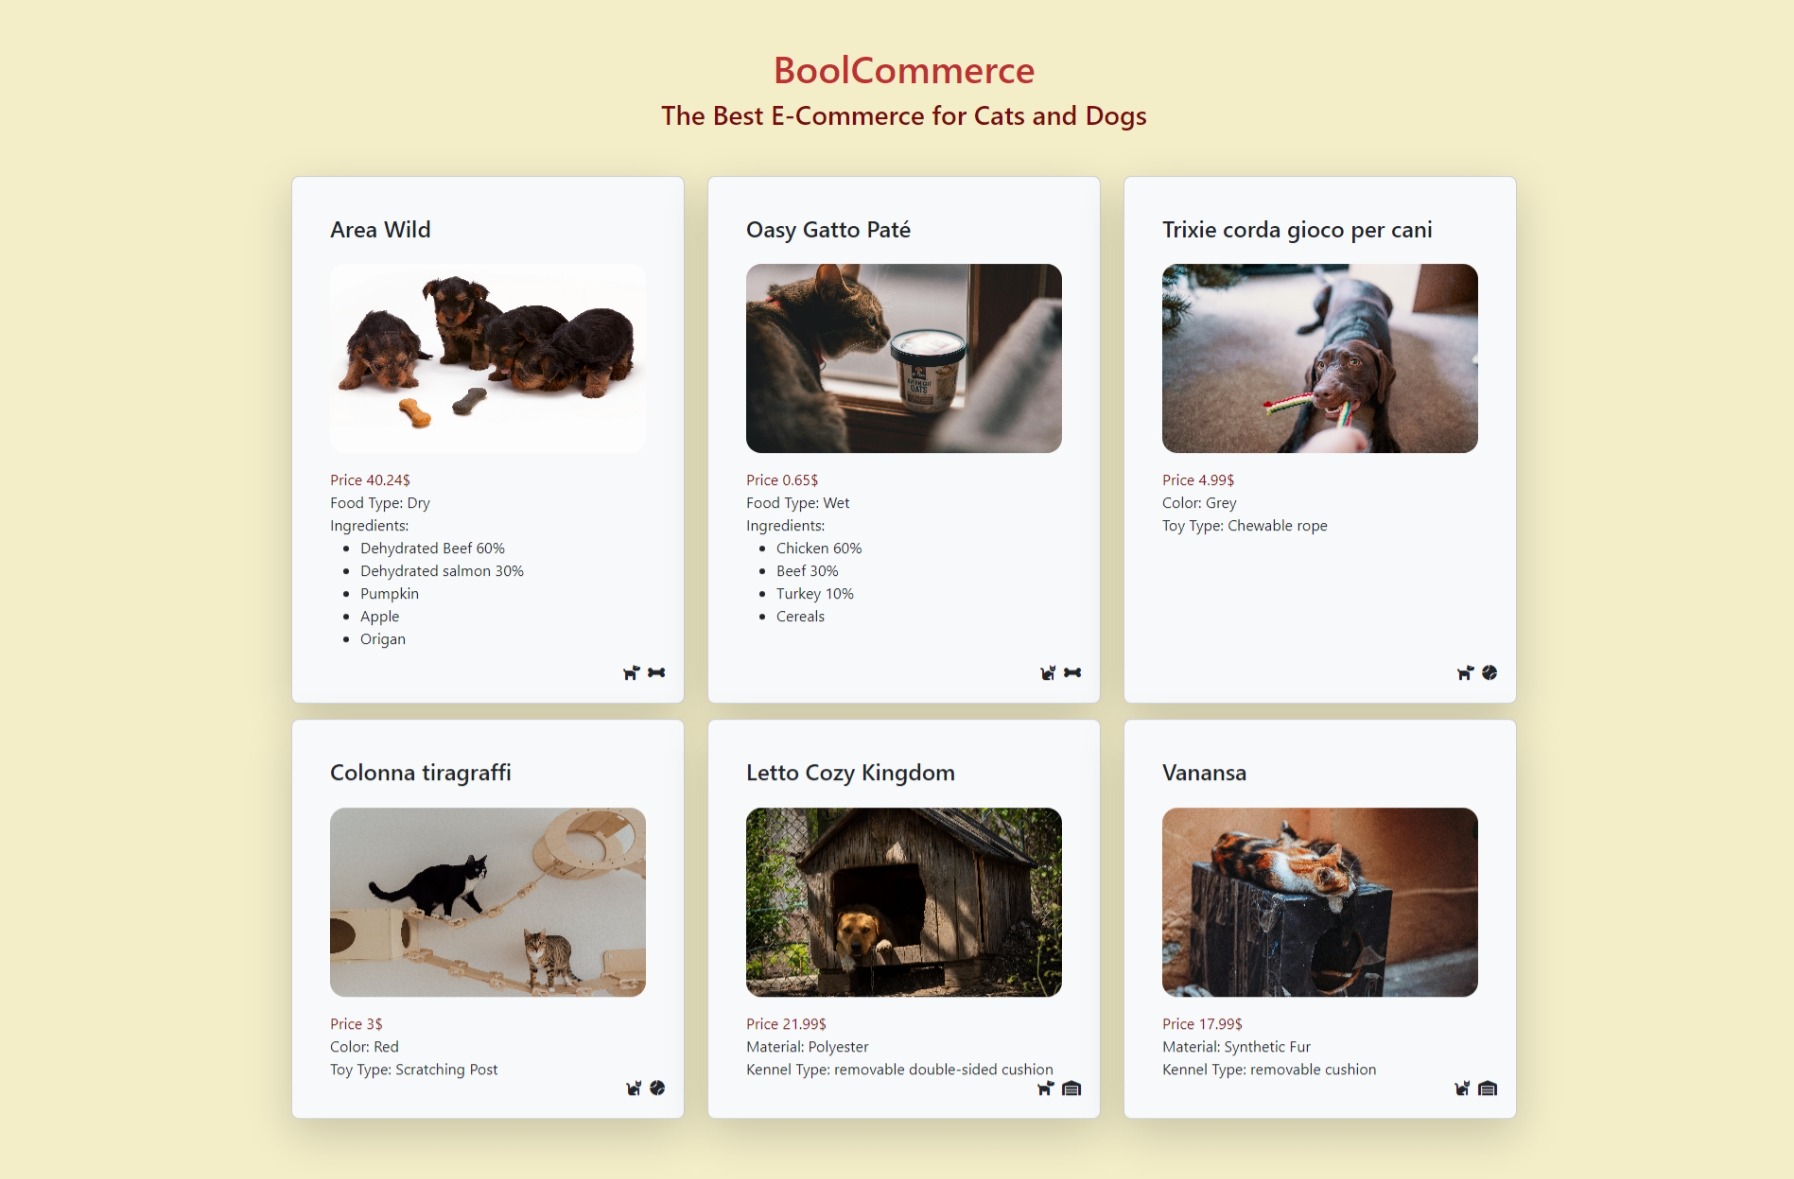 BoolCommerce
The Best E-Commerce for Cats and Dogs
Area Wild
Price 40.24$
Food Type: Dry
Ingredients:
Dehydrated Beef 60%
Dehydrated salmon 30%
Pumpkin
Apple
Origan
Oasy Gatto Paté
OATS
Price 0.65$
Food Type: Wet
Ingredients:
Chicken 60%
Beef 30%
Turkey 10%
Cereals
Trixie corda gioco per cani
Price 4.99$
Color: Grey
Toy Type: Chewable rope
Colonna tiragraffi
Price 3$
Color: Red
Toy Type: Scratching Post
Letto Cozy Kingdom
Price 21.99$
Material: Polyester
Kennel Type: removable double-sided cushion
Vanansa
Price 17.99$
Material: Synthetic Fur
Kennel Type: removable cushion